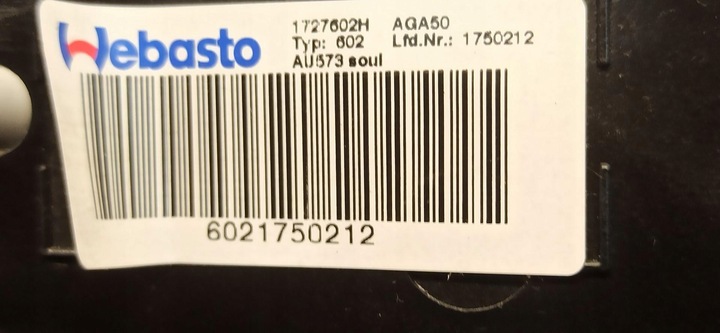 Webasto
1727602H AGA50
Typ: 602 Lfd.Nr.: 1750212
AU573 soul
6021750212